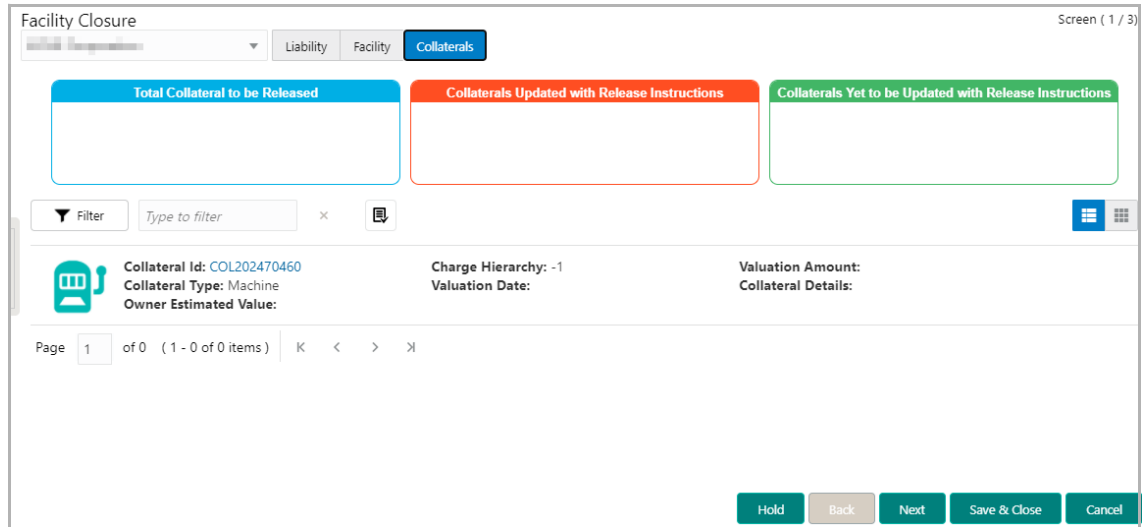 Facility Closure
Screen ( 1 / 3)
Liability Facility Collaterals
Total Collateral to be Released
Collaterals Updated with Release Instructions
Collaterals Yet to be Updated with Release Instructions
Filter Type to filter
Collateral Id: COL202470460 Charge Hierarchy: -1 Valuation Amount:
Collateral Type: Machine Valuation Date: Collateral Details:
Owner Estimated Value:
Page 1 of 0 ( 1 - 0 of 0 items )
Hold Back Next Save & Close Cancel